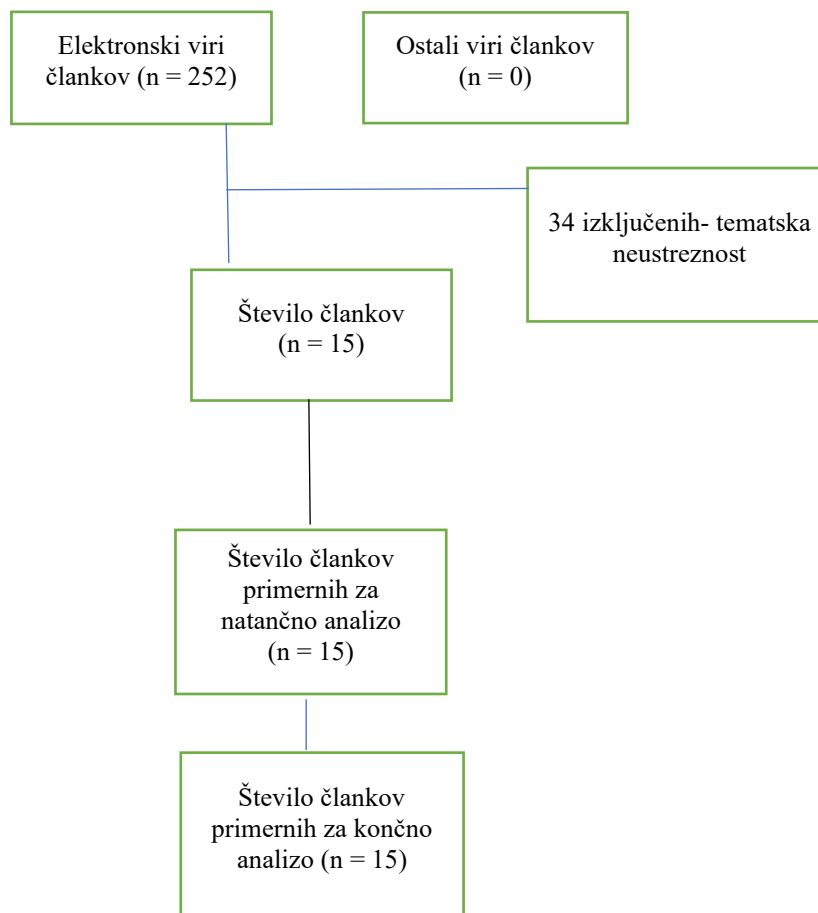 Elektronski viri
člankov (n = 252)
Ostali viri člankov
(n = 0)
34 izključenih- tematska
neustreznost
Število člankov
(n = 15)
Število člankov
primernih za
natančno analizo
(n = 15)
Število člankov
primernih za končno
analizo (n = 15)